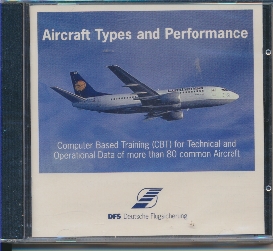 Aircraft Types and Performance
Computer Based Training (CBT) for Technical and
Operational Data of more than 80 common Aircraft
DFS Deutsche Flugsicherung